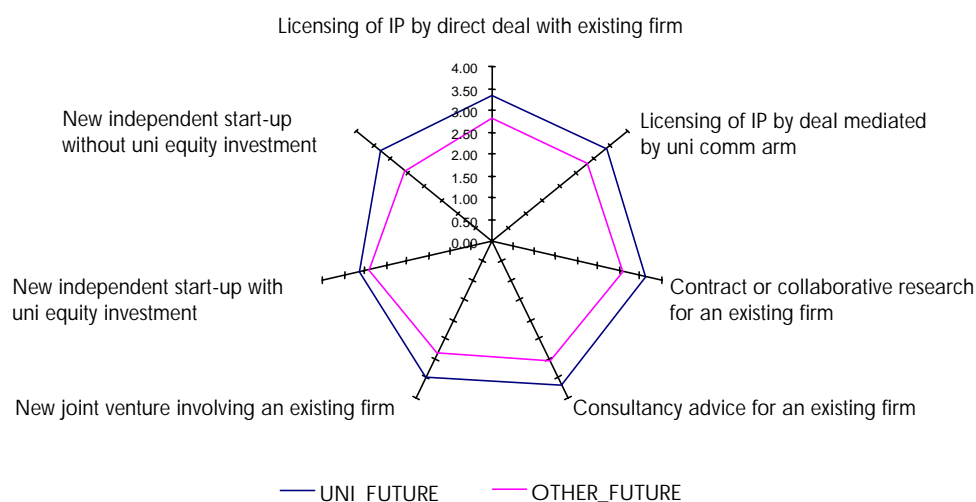 Licensing of IP by direct deal with existing firm
4.00
3.50
3.00
2.50
2.00
1.50
1.00
0.50
0.00
New independent start-up
without uni equity investment
Licensing of IP by deal mediated
by uni comm arm
New independent start-up with
uni equity investment
Contract or collaborative research
for an existing firm
New joint venture involving an existing firm
Consultancy advice for an existing firm
UNI_FUTURE
OTHER_FUTURE